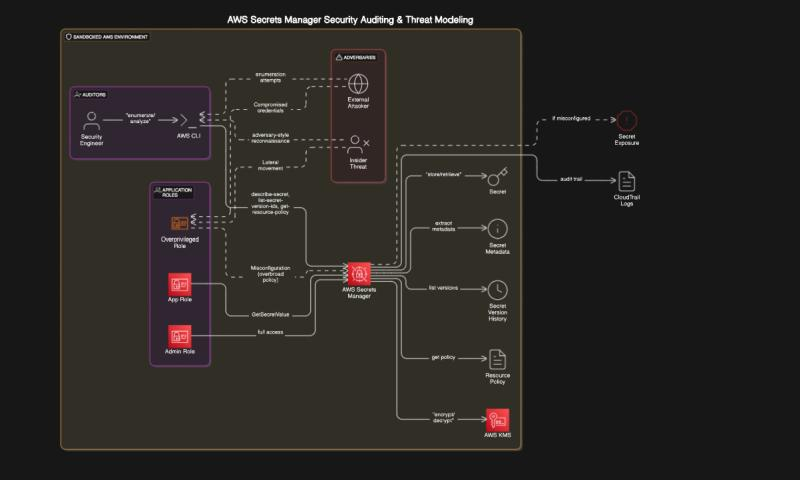 AWS Secrets Manager Security Auditing & Threat Modeling
SANDBOXED AWS ENVIRONMENT
ADVERSARIES
External
Attacker
Insider
Threat
AUDITORS
Security
Engineer
"enumerate/
analyze"
AWS CLI
enumeration
attempts
Compromised
credentials
adversary-style
reconnaissance
Lateral
movement
describe-secret,
list-secret-
version-ids, get-
resource-policy
APPLICATION
ROLES
Overprivileged
Role
App Role
Admin Role
Misconfiguration
(overbroad
policy)
GetSecretValue
full access
AWS Secrets
Manager
"store/retrieve"
Secret
extract
metadata
Secret
Metadata
list versions
Secret
Version
History
get policy
Resource
Policy
"encrypt/
decrypt"
AWS KMS
if misconfigured
Secret
Exposure
audit trail
CloudTrail
Logs